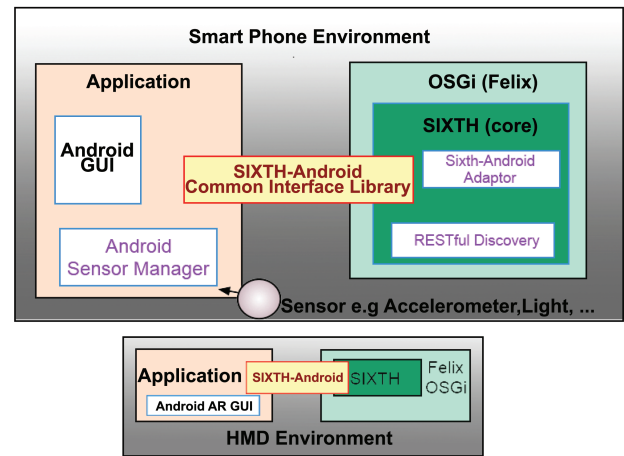 Smart Phone Environment
Application
OSGi (Felix)
SIXTH (core)
Android
GUI
SIXTH-Android
Common Interface Library
Sixth-Android
Adaptor
Android
Sensor Manager
RESTful Discovery
Sensor e.g Accelerometer,Light, ...
Application
SIXTH-Android
SIXTH
Felix
OSGi
Android AR GUI
HMD Environment